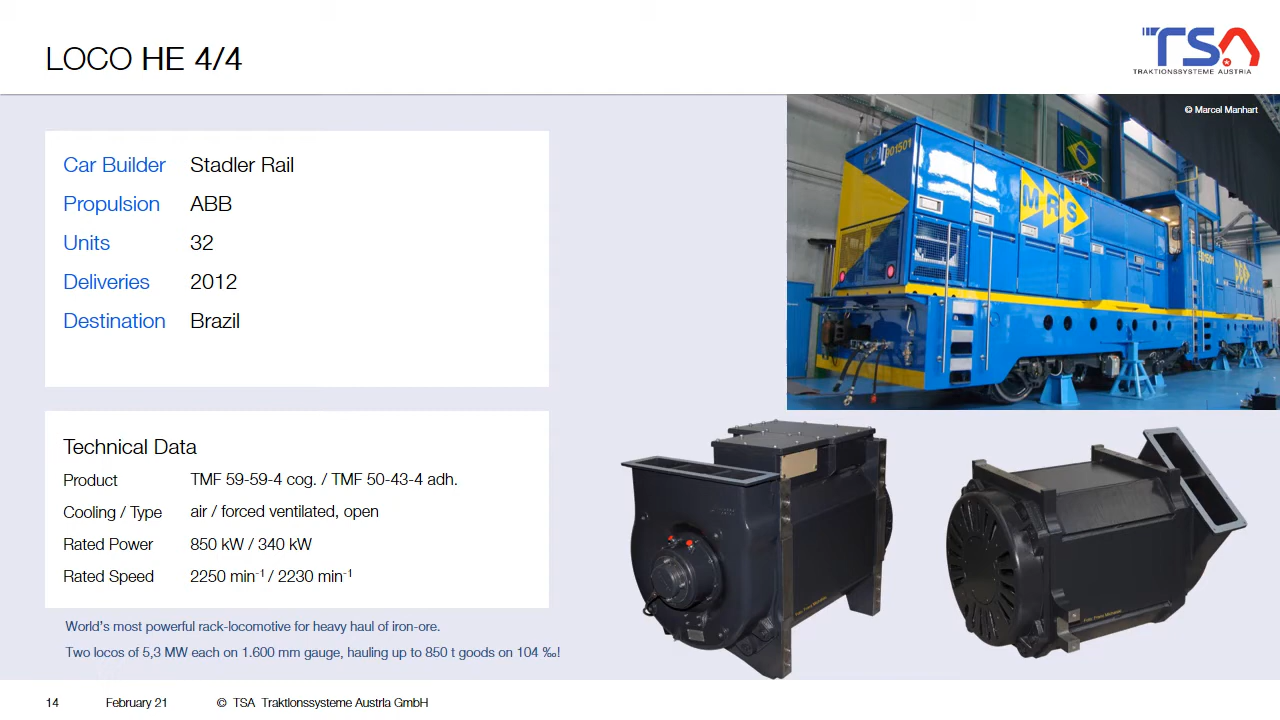 LOCO HE 4/4
TSA
TRAKTIONSSYSTEME AUSTRIA
© Marcel Manhart
901501
MRS
901501
Car Builder Stadler Rail
Propulsion ABB
Units 32
Deliveries 2012
Destination Brazil
Technical Data
Product TMF 59-59-4 cog. / TMF 50-43-4 adh.
Cooling / Type air / forced ventilated, open
Rated Power 850 kW / 340 kW
Rated Speed 2250 min⁻¹ / 2230 min⁻¹
World's most powerful rack-locomotive for heavy haul of iron-ore.
Two locos of 5,3 MW each on 1.600 mm gauge, hauling up to 850 t goods on 104 ‰!
14 February 21 © TSA Traktionssysteme Austria GmbH